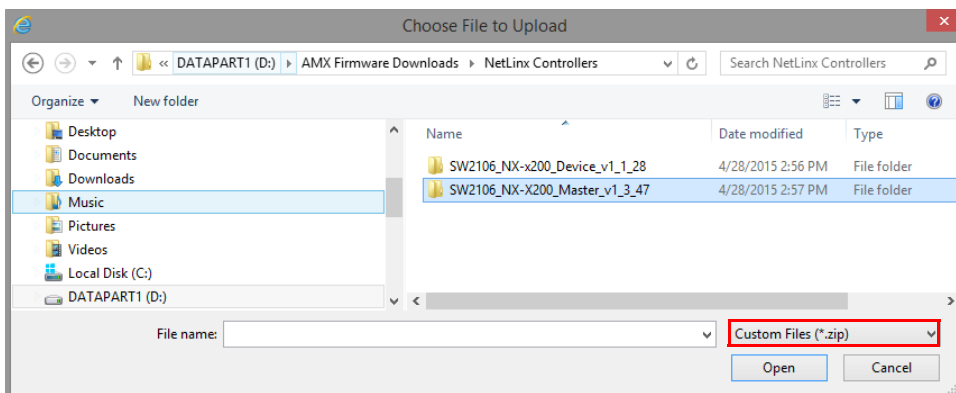 Choose File to Upload
« DATAPART1 (D:) AMX Firmware Downloads NetLinx Controllers Search NetLinx Controllers
Organize New folder
Desktop
Documents
Downloads
Music
Pictures
Videos
Local Disk (C:)
DATAPART1 (D:)
Name Date modified Type
SW2106_NX-x200_Device_v1_1_28 4/28/2015 2:56 PM File folder
SW2106_NX-X200_Master_v1_3_47 4/28/2015 2:57 PM File folder
File name: Custom Files (*.zip)
Open Cancel